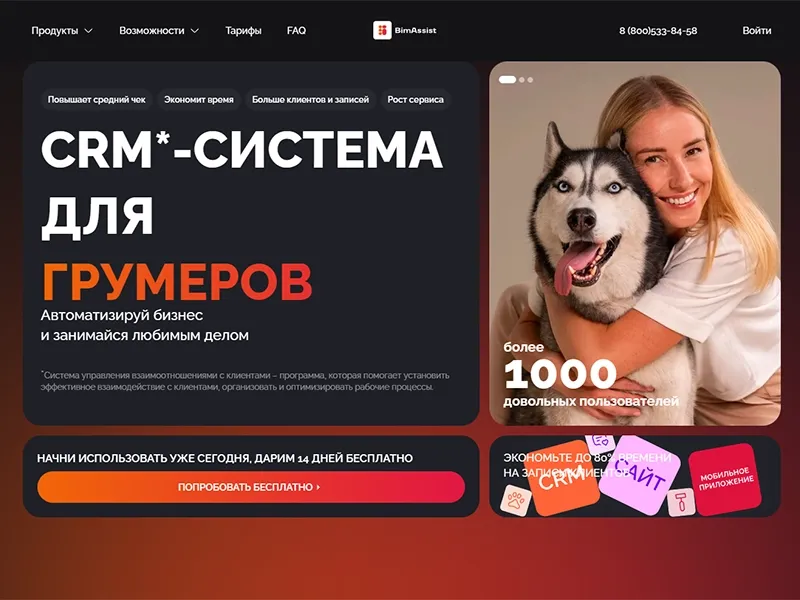 Продукты
Возможности
Тарифы
FAQ
BimAssist
8 (800)533-84-58
Войти
Повышает средний чек
Экономит время
Больше клиентов и записей
Рост сервиса
CRM*-СИСТЕМА
ДЛЯ
ГРУМЕРОВ
Автоматизируй бизнес
и занимайся любимым делом
*Система управления взаимоотношениями с клиентами – программа, которая помогает установить
эффективное взаимодействие с клиентами, организовать и оптимизировать рабочие процессы.
более
1000
довольных пользователей
НАЧНИ ИСПОЛЬЗОВАТЬ УЖЕ СЕГОДНЯ, ДАРИМ 14 ДНЕЙ БЕСПЛАТНО
ПОПРОБОВАТЬ БЕСПЛАТНО
ЭКОНОМЬТЕ ДО 80% ВРЕМЕНИ
НА ЗАПИСИ КЛИЕНТОВ
CRM
САЙТ
МОБИЛЬНОЕ
ПРИЛОЖЕНИЕ